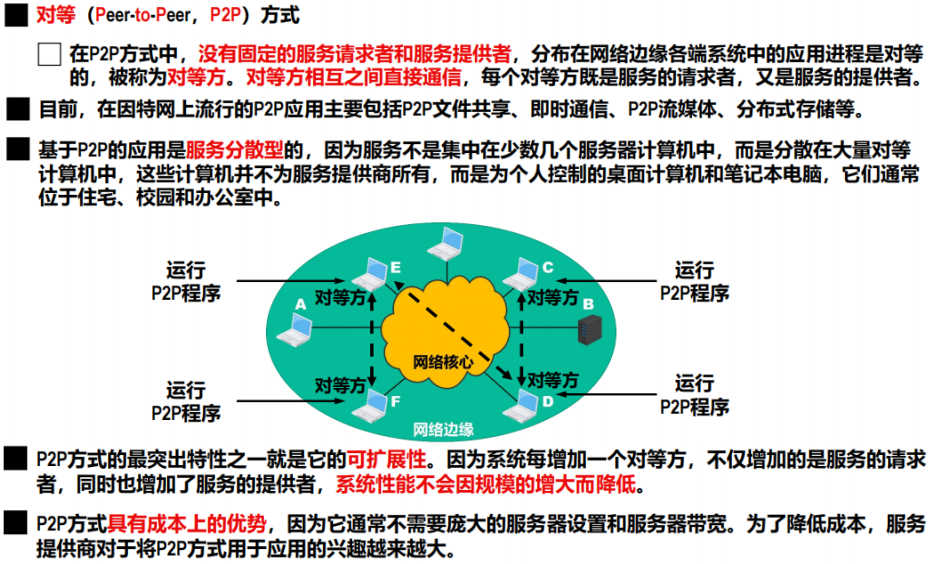 对等（Peer-to-Peer，P2P）方式
在P2P方式中，没有固定的服务请求者和服务提供者，分布在网络边缘各端系统中的应用进程是对等
的，被称为对等方。对等方相互之间直接通信，每个对等方既是服务的请求者，又是服务的提供者。
目前，在因特网上流行的P2P应用主要包括P2P文件共享、即时通信、P2P流媒体、分布式存储等。
基于P2P的应用是服务分散型的，因为服务不是集中在少数几个服务器计算机中，而是分散在大量对等
计算机中，这些计算机并不为服务提供商所有，而是为个人控制的桌面计算机和笔记本电脑，它们通常
位于住宅、校园和办公室中。
运行
P2P程序
E
C
运行
P2P程序
对等方
对等方
A
B
网络核心
运行
P2P程序
对等方
对等方
F
D
运行
P2P程序
网络边缘
P2P方式的最突出特性之一就是它的可扩展性。因为系统每增加一个对等方，不仅增加的是服务的请求
者，同时也增加了服务的提供者，系统性能不会因规模的增大而降低。
P2P方式具有成本上的优势，因为它通常不需要庞大的服务器设置和服务器带宽。为了降低成本，服务
提供商对于将P2P方式用于应用的兴趣越来越大。